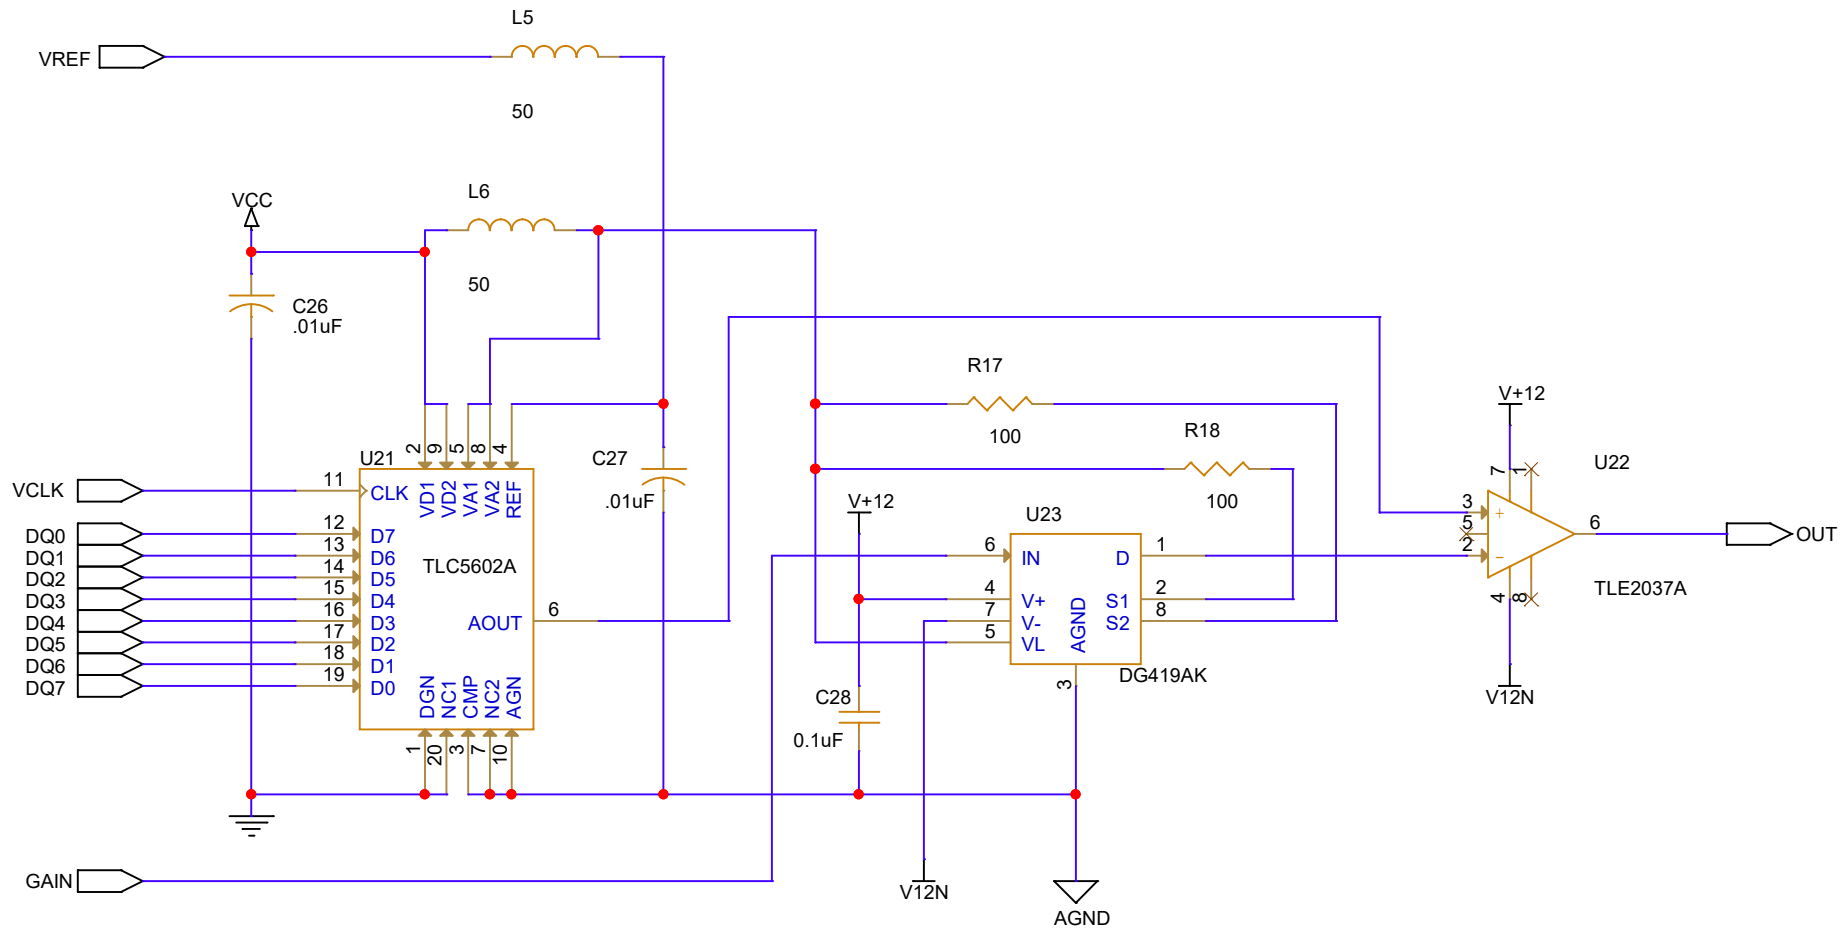 L5
VREF
50
L6
VCC
50
C26
.01uF
R17
100
V+12
R18
100
C27
.01uF
2
9
5
8
4
U21
VCLK
11
CLK
VD1
VD2
VA1
VA2
REF
DQ0
12
D7
DQ1
13
D6
DQ2
14
D5
DQ3
15
D4
DQ4
16
D3
DQ5
17
D2
DQ6
18
D1
DQ7
19
D0
TLC5602A
AOUT
6
DGN
NC1
CMP
NC2
AGN
1
20
3
7
10
V+12
U23
6
IN
D
1
4
V+
S1
2
7
V-
S2
8
5
VL
AGND
DG419AK
3
C28
0.1uF
7
1
U22
3
+
5
2
-
6
OUT
4
8
TLE2037A
V12N
GAIN
V12N
AGND